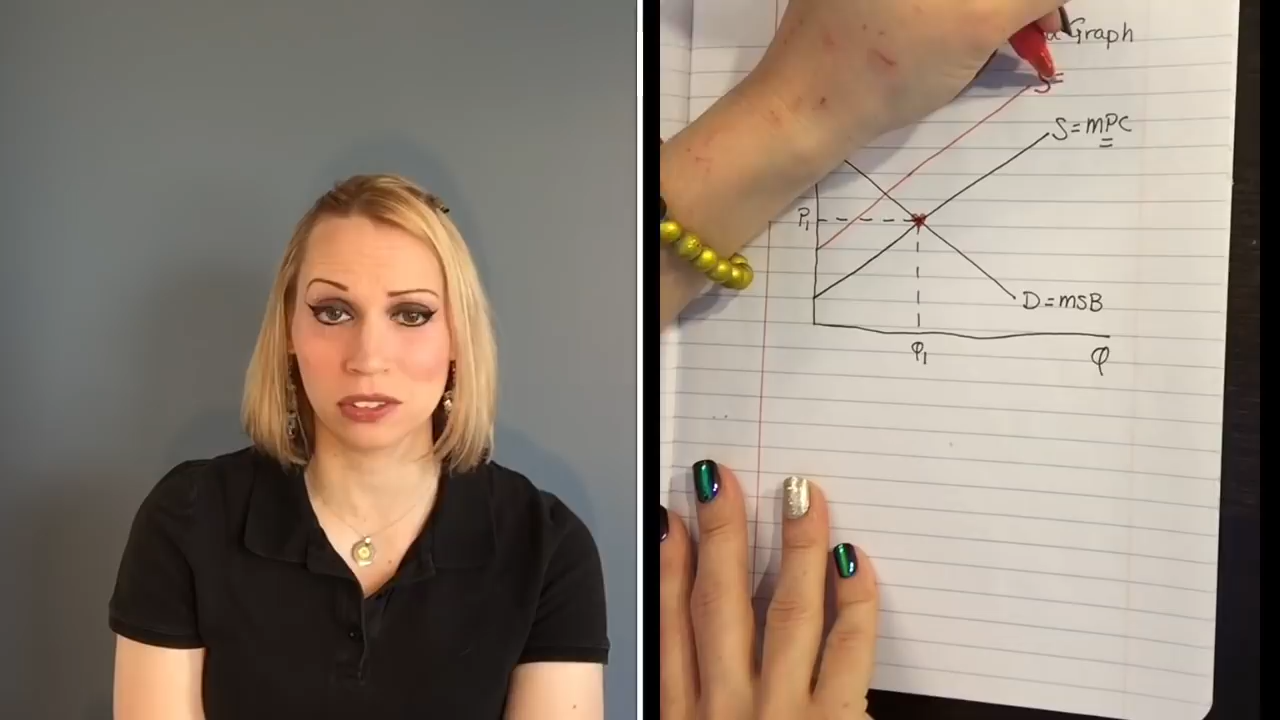 Graph
S=
S=MPC
P₁
D=MSB
Q₁
Q